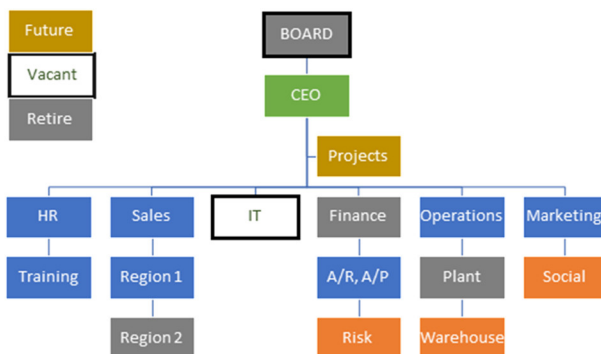 Future
Vacant
Retire
BOARD
CEO
Projects
HR
Sales
IT
Finance
Operations
Marketing
Training
Region 1
A/R, A/P
Plant
Social
Region 2
Risk
Warehouse